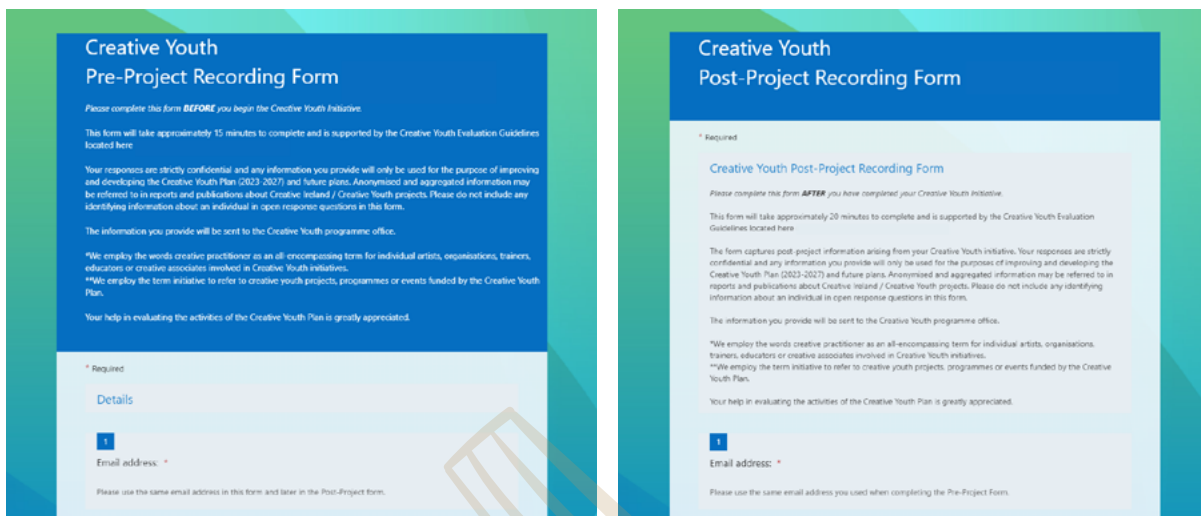 Creative Youth
Pre-Project Recording Form
Please complete this form BEFORE you begin the Creative Youth Initiative.
This form will take approximately 15 minutes to complete and is supported by the Creative Youth Evaluation Guidelines
located here
Your responses are strictly confidential and any information you provide will only be used for the purpose of improving
and developing the Creative Youth Plan (2023-2027) and future plans. Anonymised and aggregated information may
be referred to in reports and publications about Creative Ireland / Creative Youth projects. Please do not include any
identifying information about an individual in open response questions in this form.
The information you provide will be sent to the Creative Youth programme office.
*We employ the words creative practitioner as an all-encompassing term for individual artists, organisations, trainers,
educators or creative associates involved in Creative Youth initiatives.
**We employ the term initiative to refer to creative youth projects, programmes or events funded by the Creative Youth
Plan.
Your help in evaluating the activities of the Creative Youth Plan is greatly appreciated.
* Required
Details
1
Email address: *
Please use the same email address in this form and later in the Post-Project form.
Creative Youth
Post-Project Recording Form
* Required
Creative Youth Post-Project Recording Form
Please complete this form AFTER you have completed your Creative Youth Initiative.
This form will take approximately 20 minutes to complete and is supported by the Creative Youth Evaluation
Guidelines located here
The form captures post-project information arising from your Creative Youth initiative. Your responses are strictly
confidential and any information you provide will only be used for the purposes of improving and developing the
Creative Youth Plan (2023-2027) and future plans. Anonymised and aggregated information may be referred to in
reports and publications about Creative Ireland / Creative Youth projects. Please do not include any identifying
information about an individual in open response questions in this form.
The information you provide will be sent to the Creative Youth programme office.
*We employ the words creative practitioner as an all-encompassing term for individual artists, organisations,
trainers, educators or creative associates involved in Creative Youth initiatives.
**We employ the term initiative to refer to creative youth projects, programmes or events funded by the Creative
Youth Plan.
Your help in evaluating the activities of the Creative Youth Plan is greatly appreciated.
1
Email address: *
Please use the same email address you used when completing the Pre-Project Form.